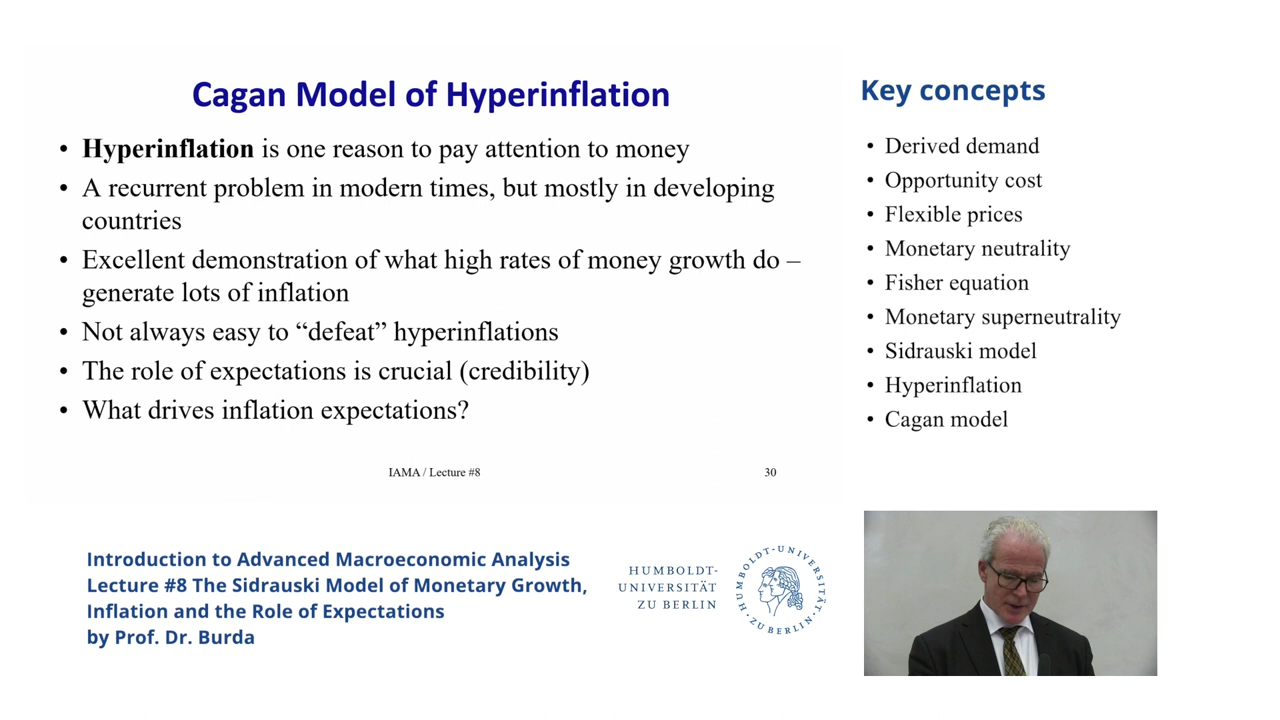 Cagan Model of Hyperinflation
• Hyperinflation is one reason to pay attention to money
• A recurrent problem in modern times, but mostly in developing
countries
• Excellent demonstration of what high rates of money growth do –
generate lots of inflation
• Not always easy to “defeat” hyperinflations
• The role of expectations is crucial (credibility)
• What drives inflation expectations?
IAMA / Lecture #8
30
Key concepts
• Derived demand
• Opportunity cost
• Flexible prices
• Monetary neutrality
• Fisher equation
• Monetary superneutrality
• Sidrauski model
• Hyperinflation
• Cagan model
Introduction to Advanced Macroeconomic Analysis
Lecture #8 The Sidrauski Model of Monetary Growth,
Inflation and the Role of Expectations
by Prof. Dr. Burda
HUMBOLDT-
UNIVERSITÄT
ZU BERLIN
HUMBOLDT-UNIVERSITÄT
ZU BERLIN